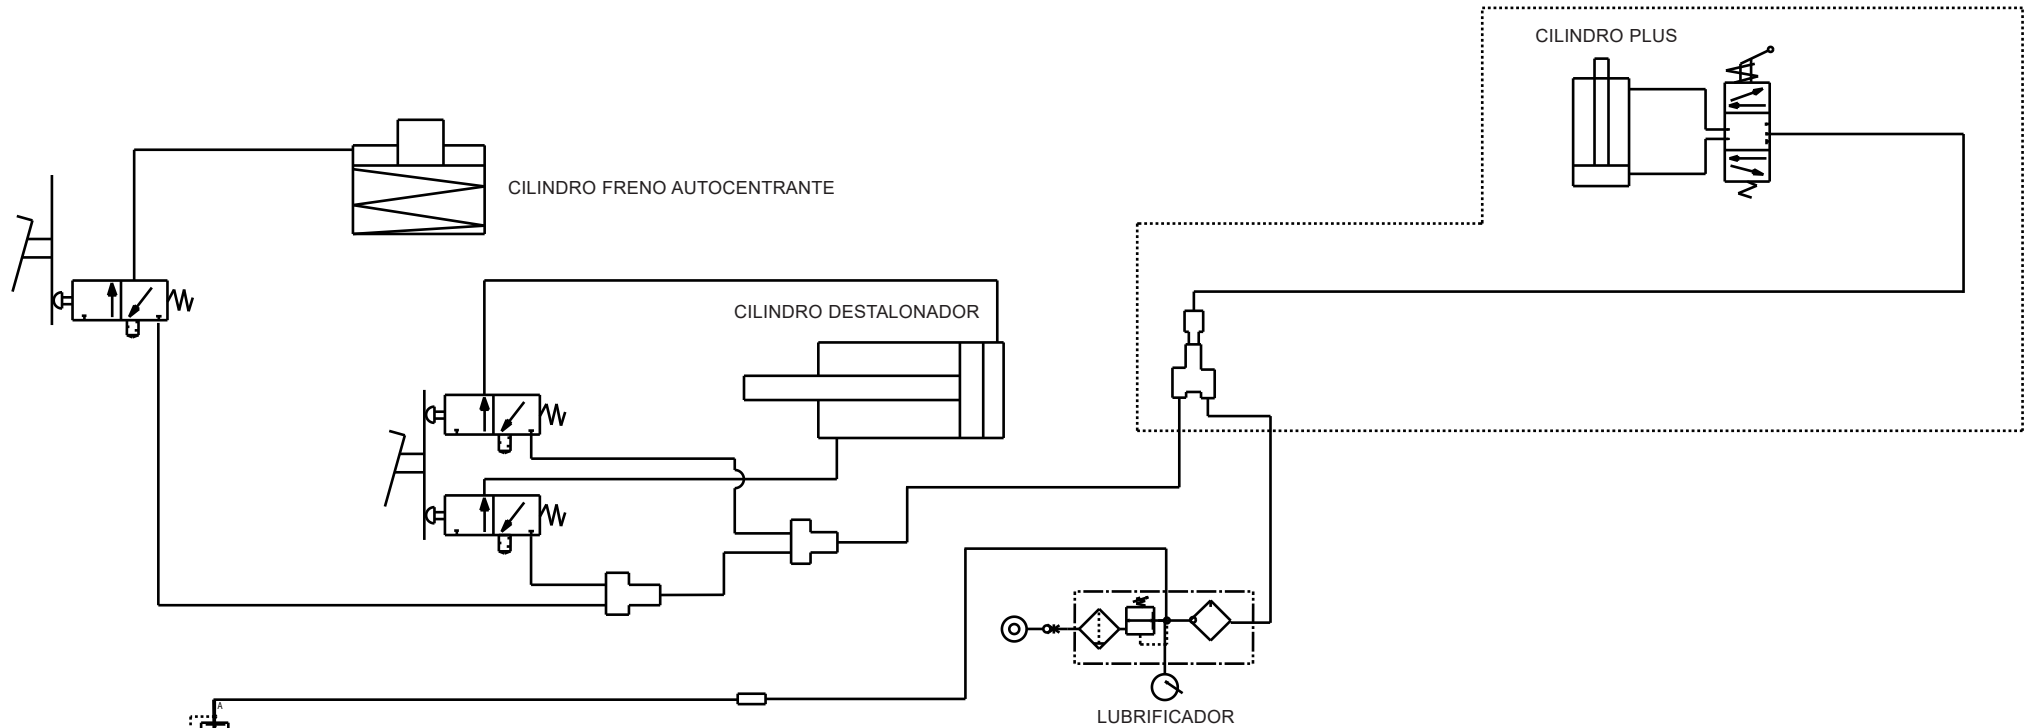 CILINDRO PLUS
CILINDRO FRENO AUTOCENTRANTE
CILINDRO DESTALONADOR
A
LUBRIFICADOR